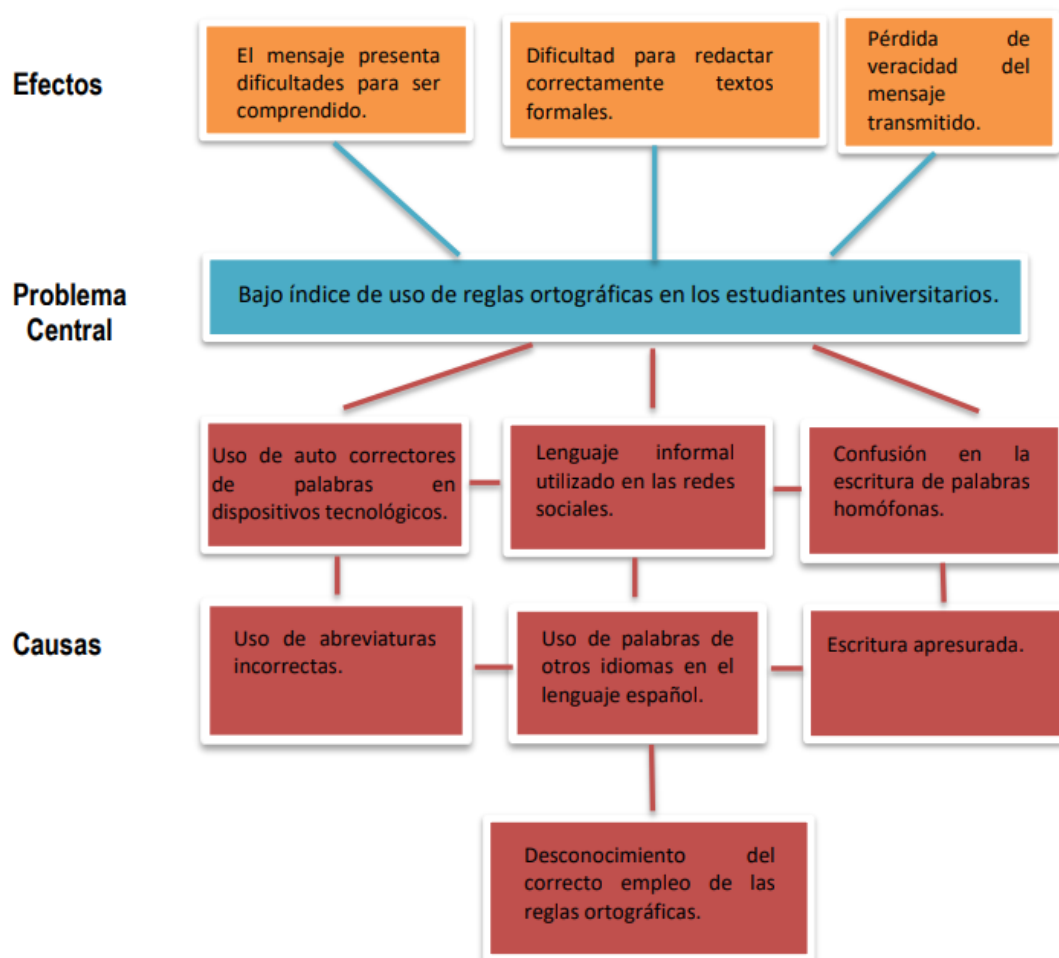 Efectos
El mensaje presenta
dificultades para ser
comprendido.
Dificultad para redactar
correctamente textos
formales.
Pérdida de
veracidad del
mensaje
transmitido.
Problema
Central
Bajo índice de uso de reglas ortográficas en los estudiantes universitarios.
Uso de auto correctores
de palabras en
dispositivos tecnológicos.
Lenguaje informal
utilizado en las redes
sociales.
Confusión en la
escritura de palabras
homófonas.
Causas
Uso de abreviaturas
incorrectas.
Uso de palabras de
otros idiomas en el
lenguaje español.
Escritura apresurada.
Desconocimiento del
correcto empleo de las
reglas ortográficas.